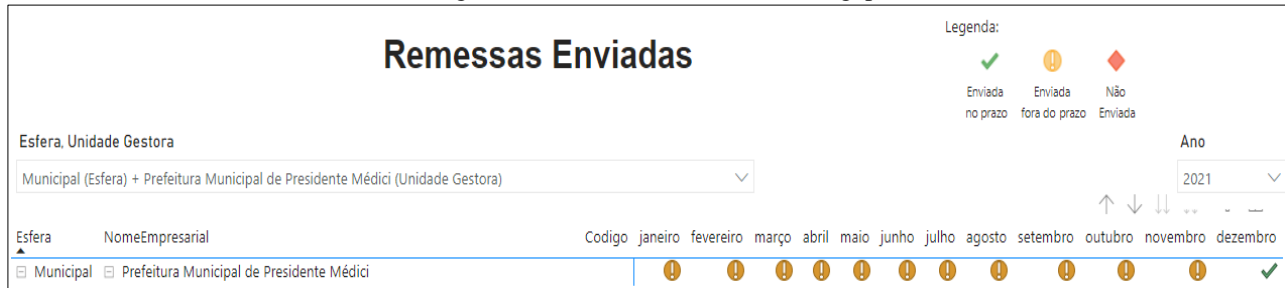 Legenda:
Remessas Enviadas
Enviada no prazo
Enviada fora do prazo
Não Enviada
Esfera, Unidade Gestora
Ano
Municipal (Esfera) + Prefeitura Municipal de Presidente Médici (Unidade Gestora)
2021
Esfera NomeEmpresarial Codigo janeiro fevereiro março abril maio junho julho agosto setembro outubro novembro dezembro
Municipal Prefeitura Municipal de Presidente Médici